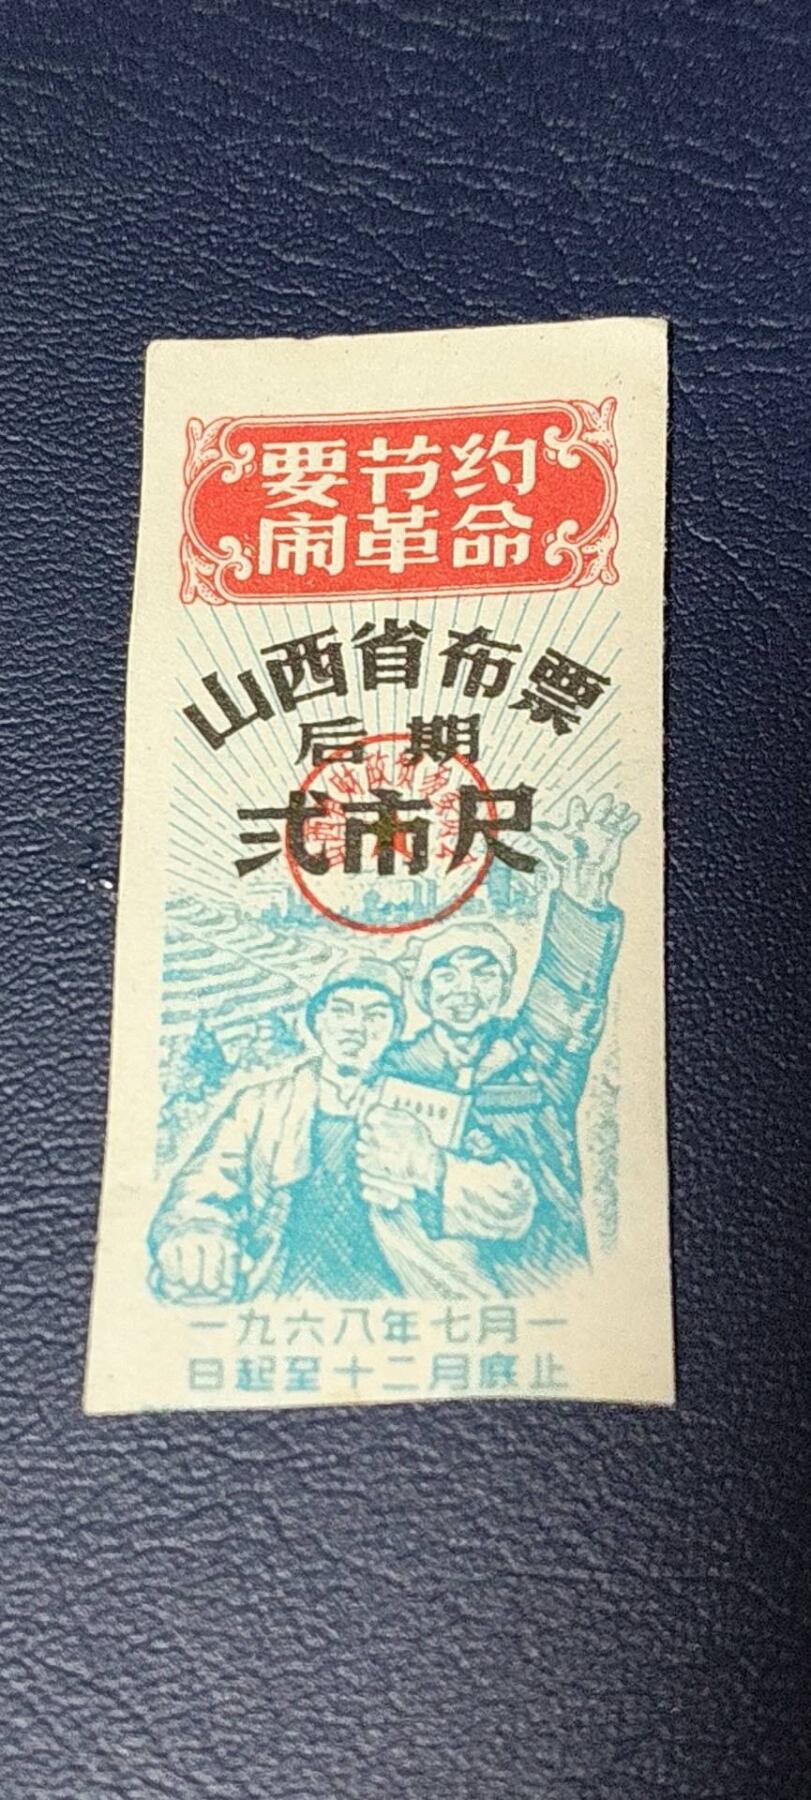 要节约
闹革命
山西省布票
后期
弍市尺
一九六八年七月一
日起至十二月底止